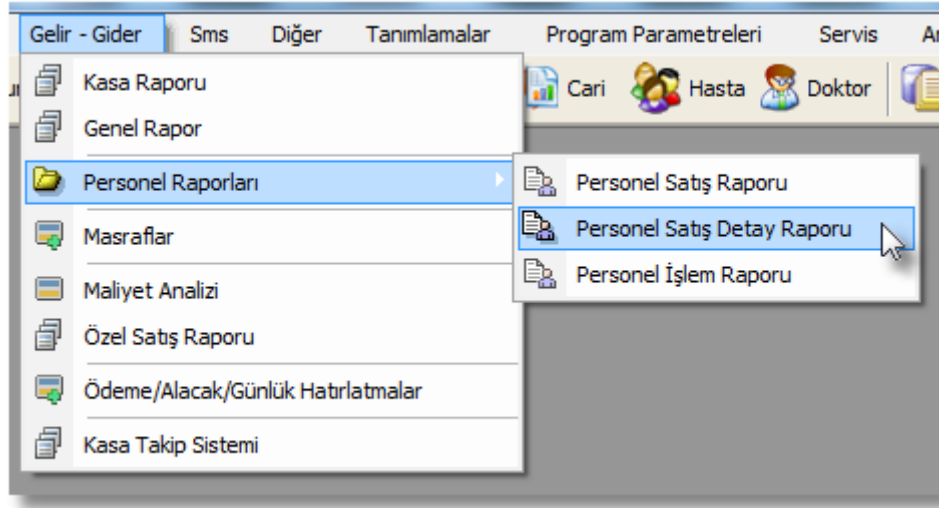 Gelir - Gider Sms Diğer Tanımlamalar Program Parametreleri Servis
Cari Hasta Doktor
Kasa Raporu
Genel Rapor
Personel Raporları
Masraflar
Maliyet Analizi
Özel Satış Raporu
Ödeme/Alacak/Günlük Hatırlatmalar
Kasa Takip Sistemi
Personel Satış Raporu
Personel Satış Detay Raporu
Personel İşlem Raporu